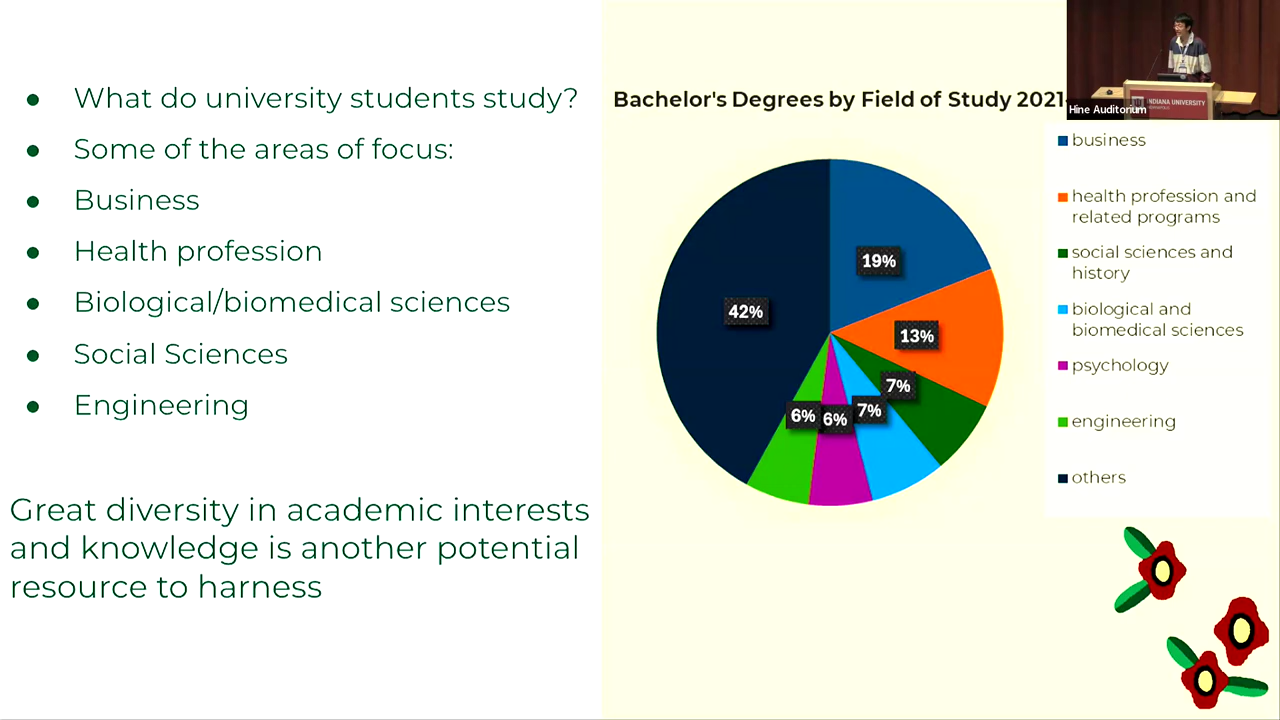 What do university students study?
Some of the areas of focus:
Business
Health profession
Biological/biomedical sciences
Social Sciences
Engineering
Great diversity in academic interests
and knowledge is another potential
resource to harness
Bachelor's Degrees by Field of Study 2021
19%
13%
7%
7%
6%
6%
42%
business
health profession and
related programs
social sciences and
history
biological and
biomedical sciences
psychology
engineering
others
INDIANA UNIVERSITY
Hine Auditorium